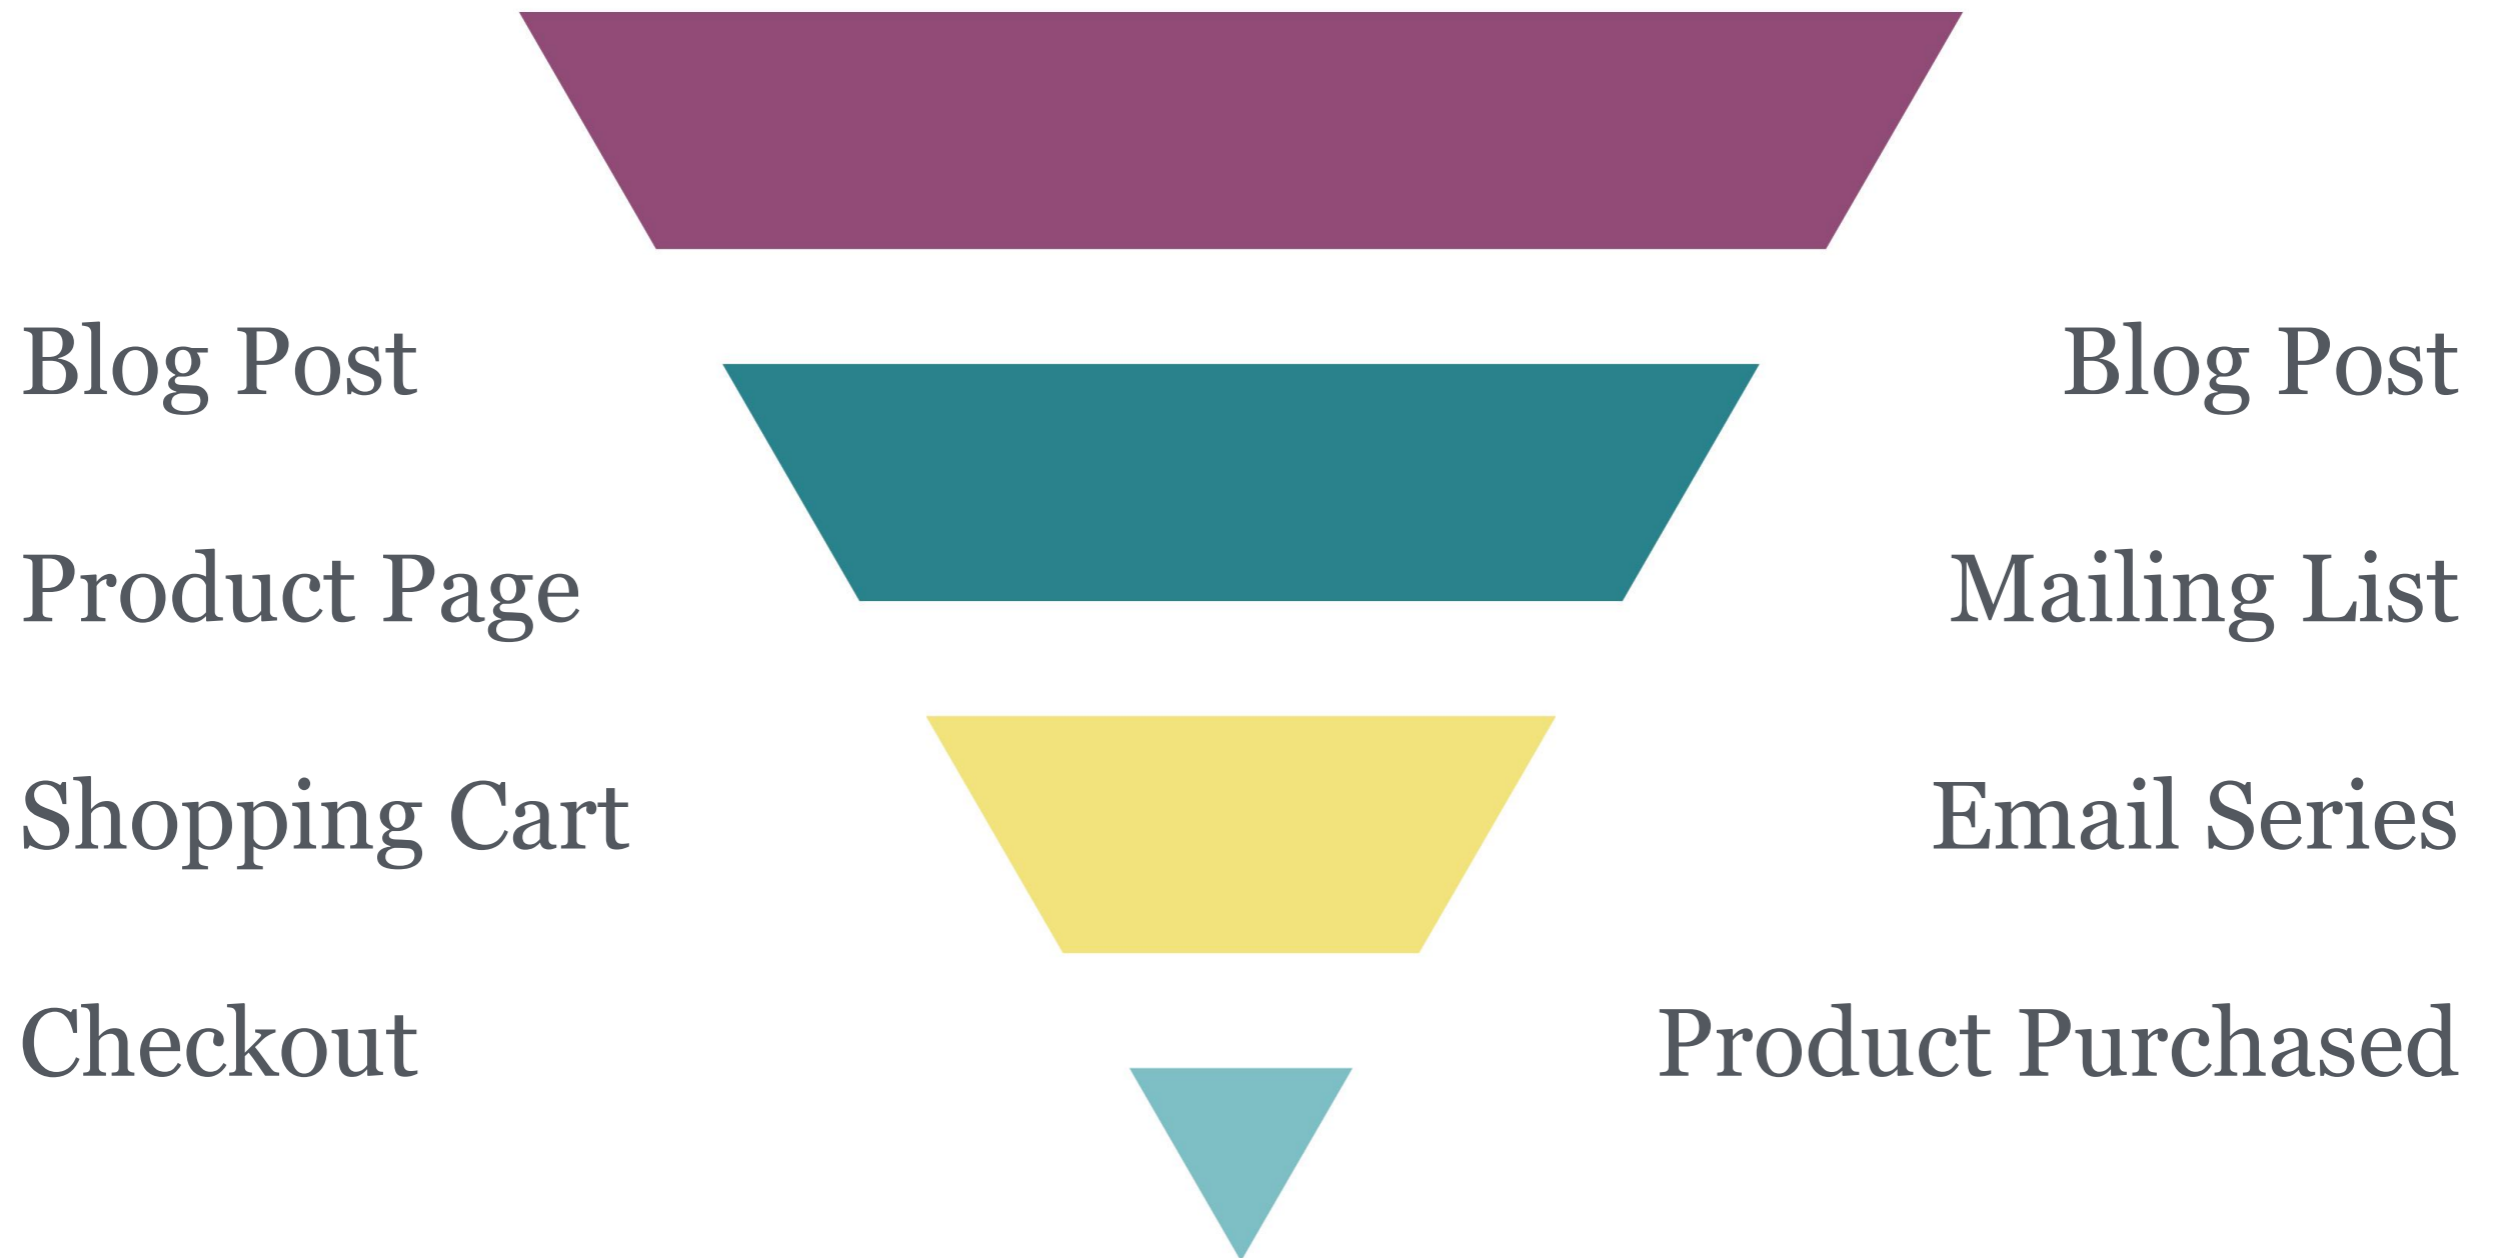 Blog Post
Product Page
Shopping Cart
Checkout
Blog Post
Mailing List
Email Series
Product Purchased